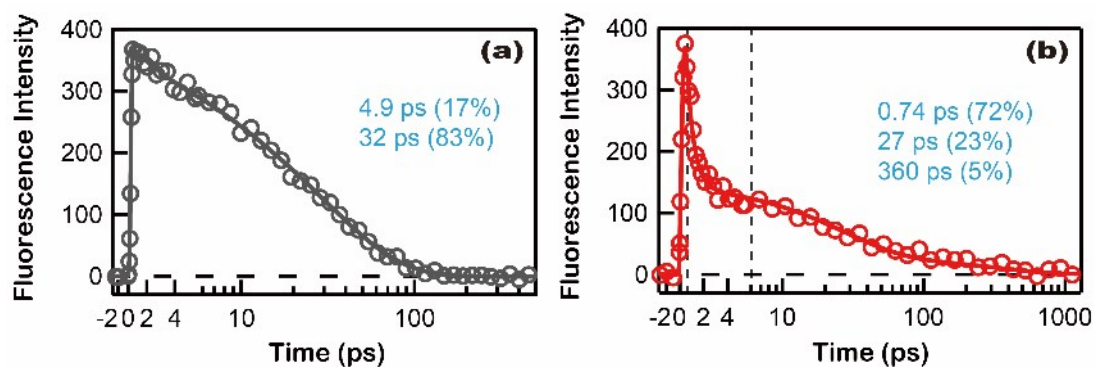 Fluorescence Intensity
400
300
200
100
0
(a)
4.9 ps (17%)
32 ps (83%)
-2 0 2 4 10 100
Time (ps)
Fluorescence Intensity
400
300
200
100
0
(b)
0.74 ps (72%)
27 ps (23%)
360 ps (5%)
-2 0 2 4 10 100 1000
Time (ps)